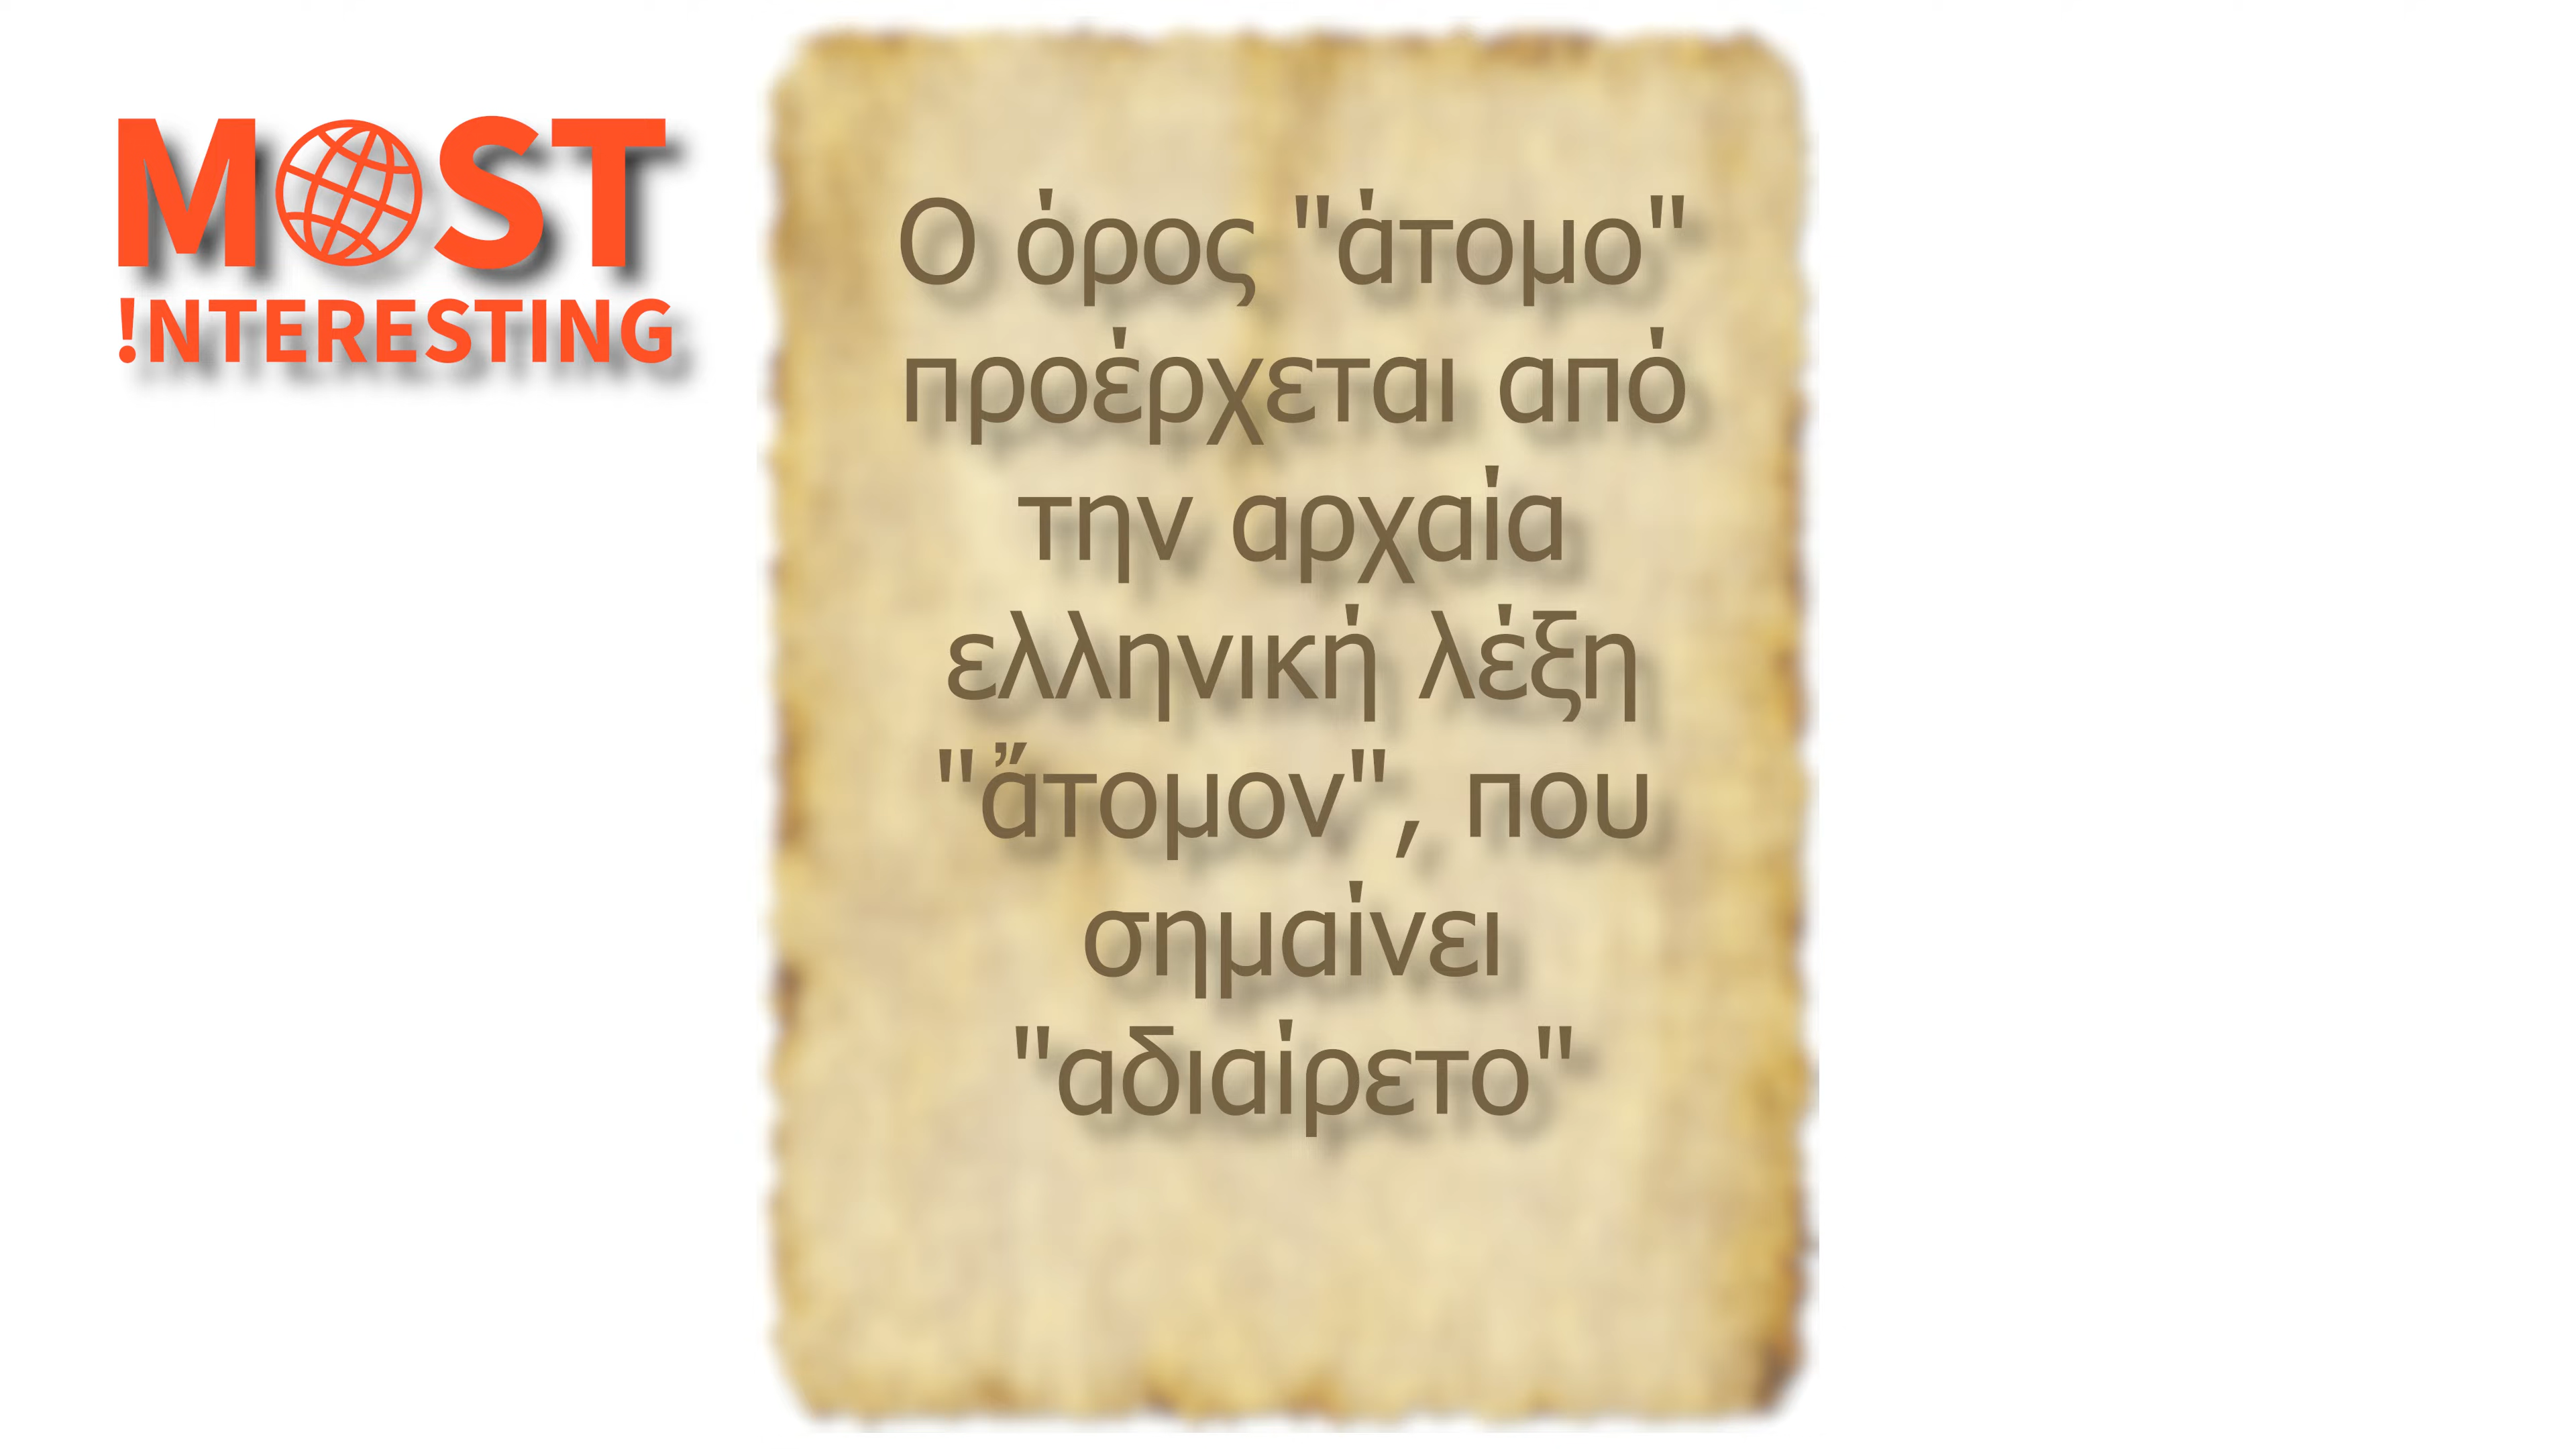 MOST
!NTERESTING
Ο όρος "άτομο"
προέρχεται από
την αρχαία
ελληνική λέξη
"ἄτομον", που
σημαίνει
"αδιαίρετο"